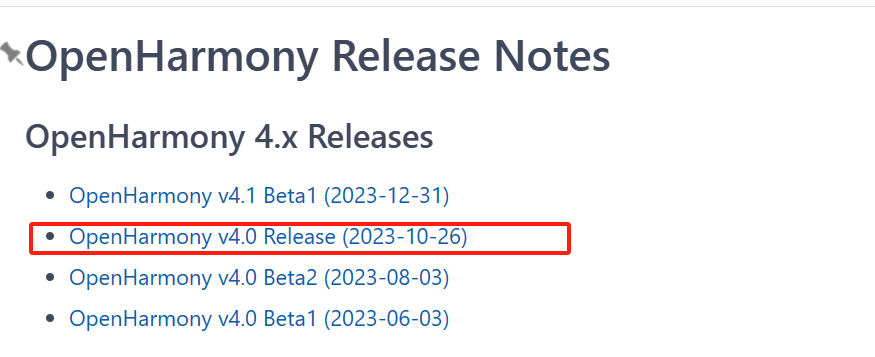 OpenHarmony Release Notes
OpenHarmony 4.x Releases
OpenHarmony v4.1 Beta1 (2023-12-31)
OpenHarmony v4.0 Release (2023-10-26)
OpenHarmony v4.0 Beta2 (2023-08-03)
OpenHarmony v4.0 Beta1 (2023-06-03)